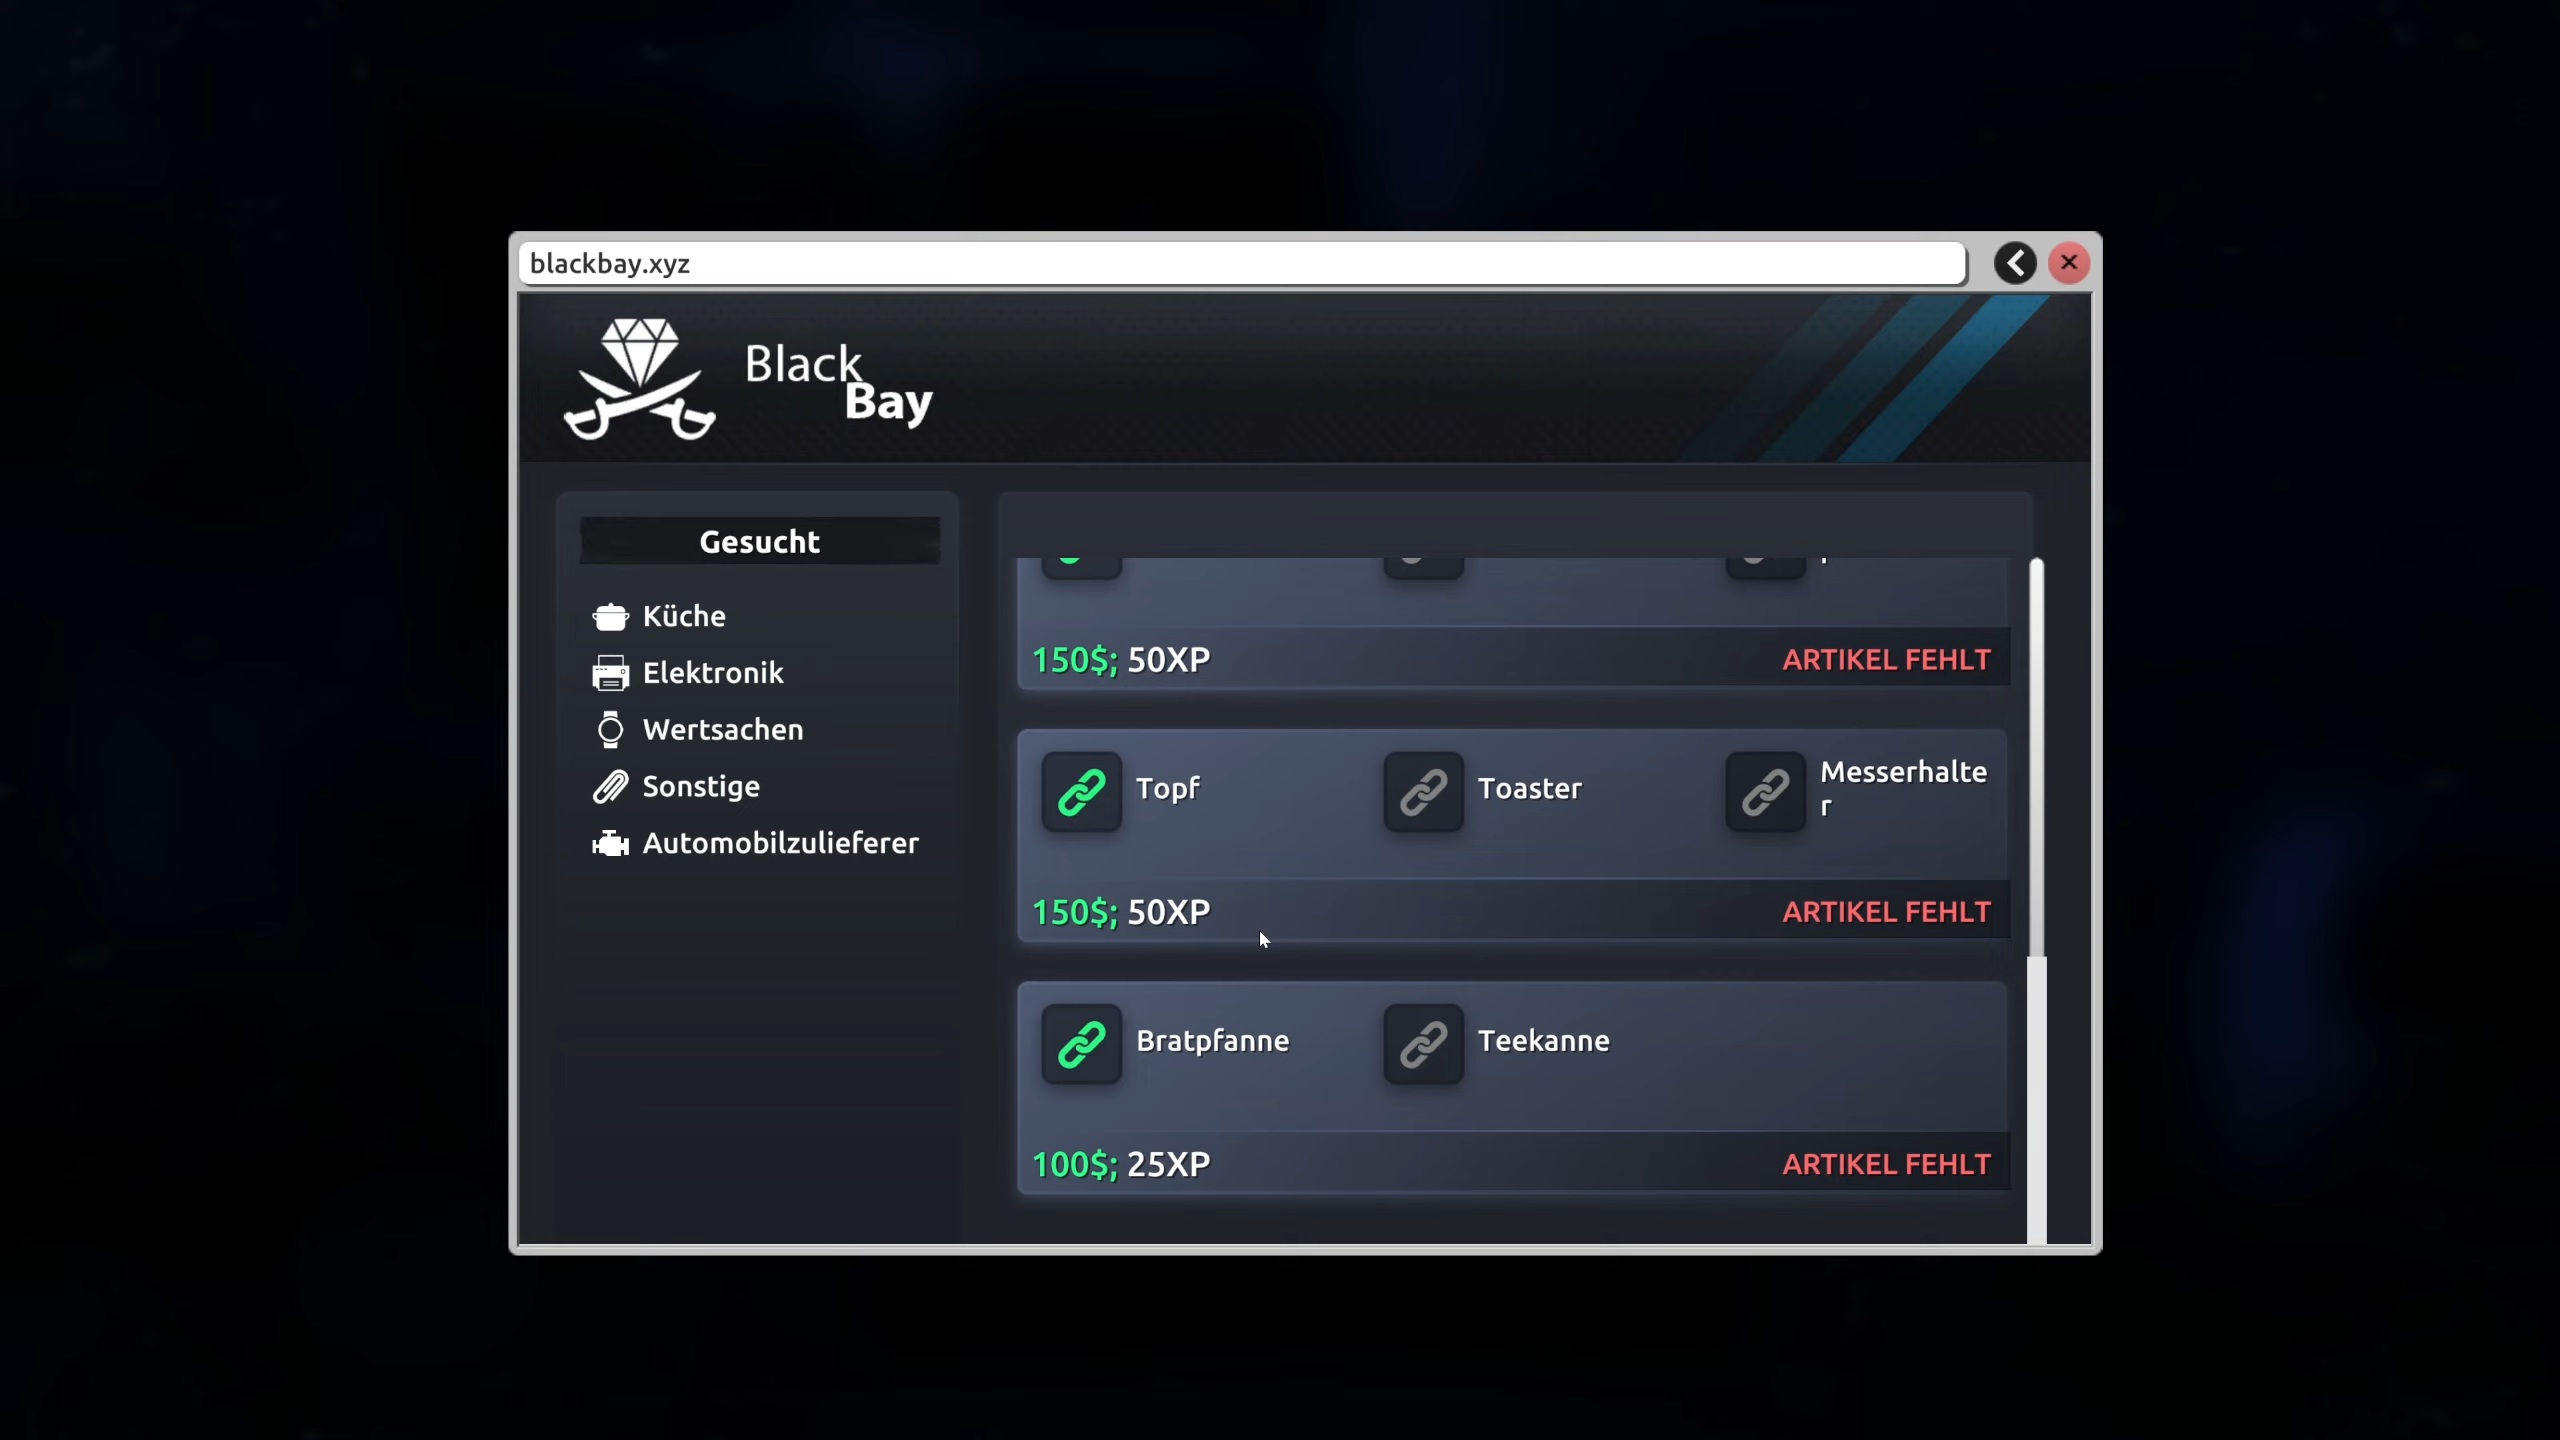 blackbay.xyz
Black
Bay
Gesucht
Küche
Elektronik
Wertsachen
Sonstige
Automobilzulieferer
150$; 50XP
ARTIKEL FEHLT
Topf
Toaster
Messerhalte
r
150$; 50XP
ARTIKEL FEHLT
Bratpfanne
Teekanne
100$; 25XP
ARTIKEL FEHLT